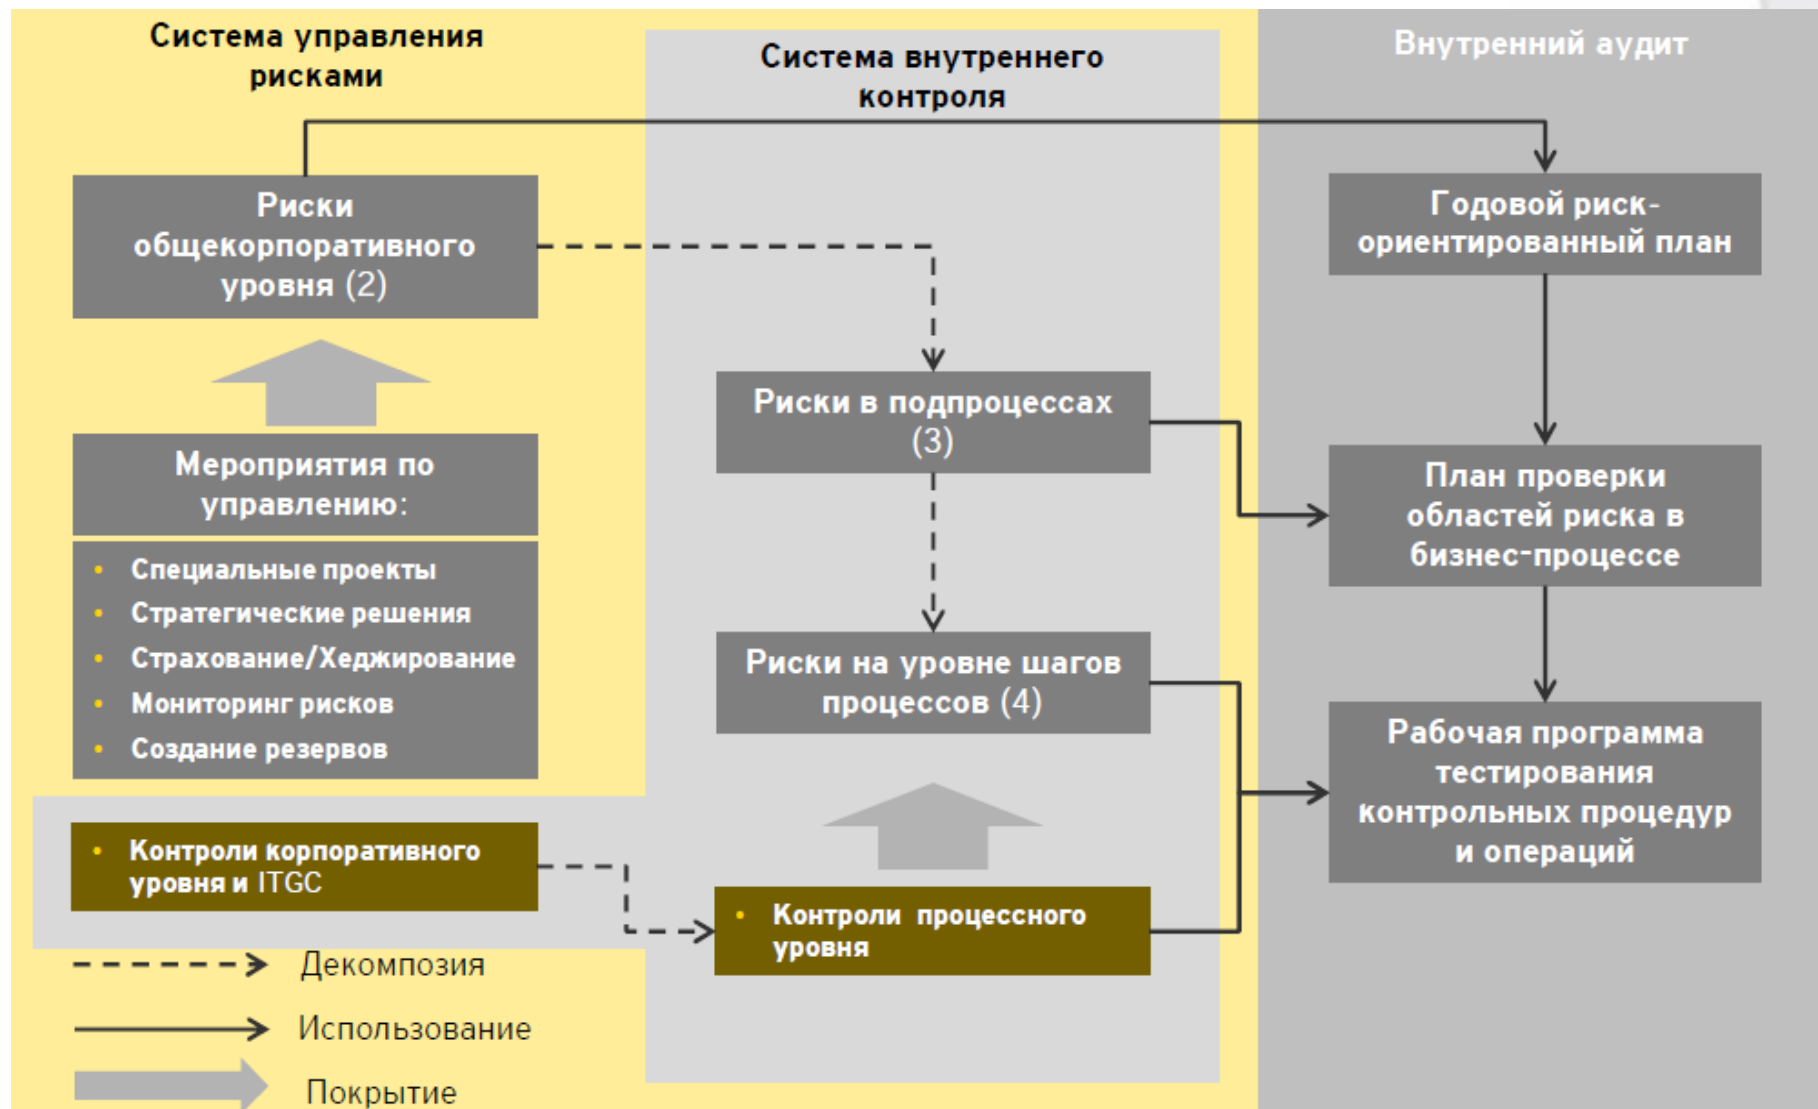 Система управления
рисками
Система внутреннего
контроля
Внутренний аудит
Риски
общекорпоративного
уровня (2)
Годовой риск-
ориентированный план
Риски в подпроцессах
(3)
Мероприятия по
управлению:
• Специальные проекты
• Стратегические решения
• Страхование/Хеджирование
• Мониторинг рисков
• Создание резервов
План проверки
областей риска в
бизнес-процессе
Риски на уровне шагов
процессов (4)
Рабочая программа
тестирования
контрольных процедур
и операций
• Контроли корпоративного
уровня и ITGC
• Контроли процессного
уровня
Декомпозия
Использование
Покрытие